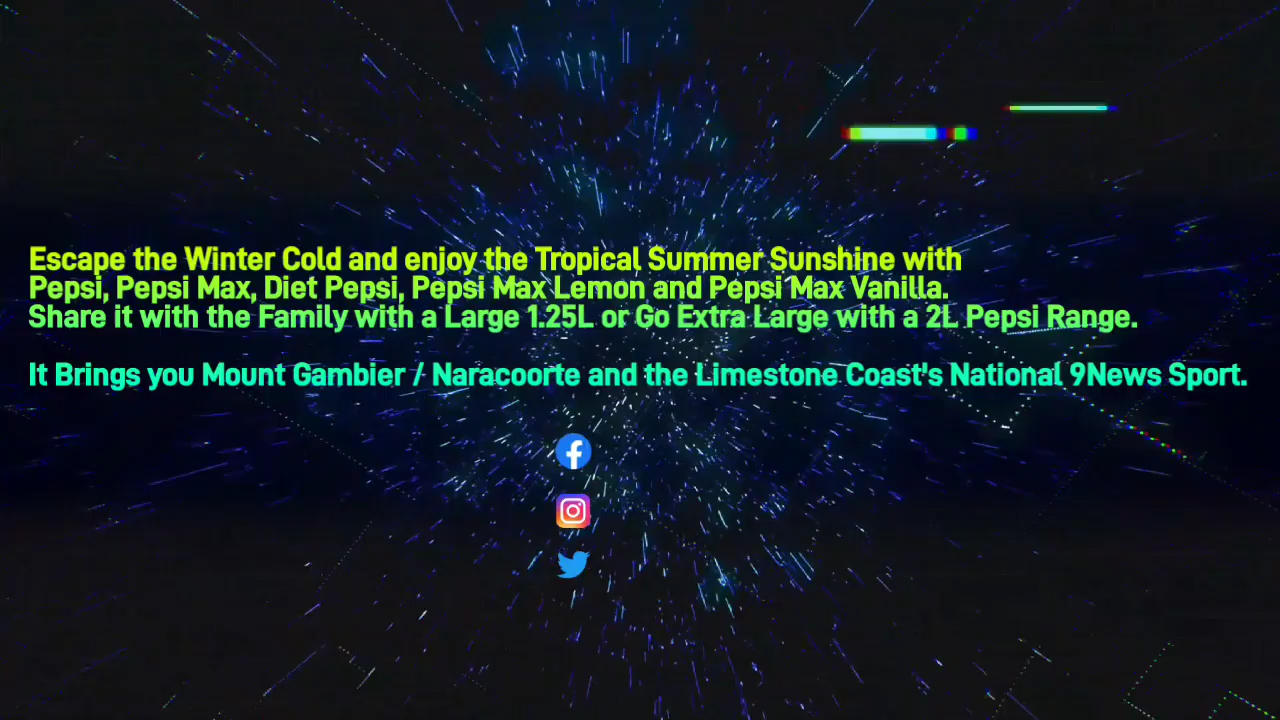 Escape the Winter Cold and enjoy the Tropical Summer Sunshine with
Pepsi, Pepsi Max, Diet Pepsi, Pepsi Max Lemon and Pepsi Max Vanilla.
Share it with the Family with a Large 1.25L or Go Extra Large with a 2L Pepsi Range.
It Brings you Mount Gambier / Naracoorte and the Limestone Coast's National 9News Sport.